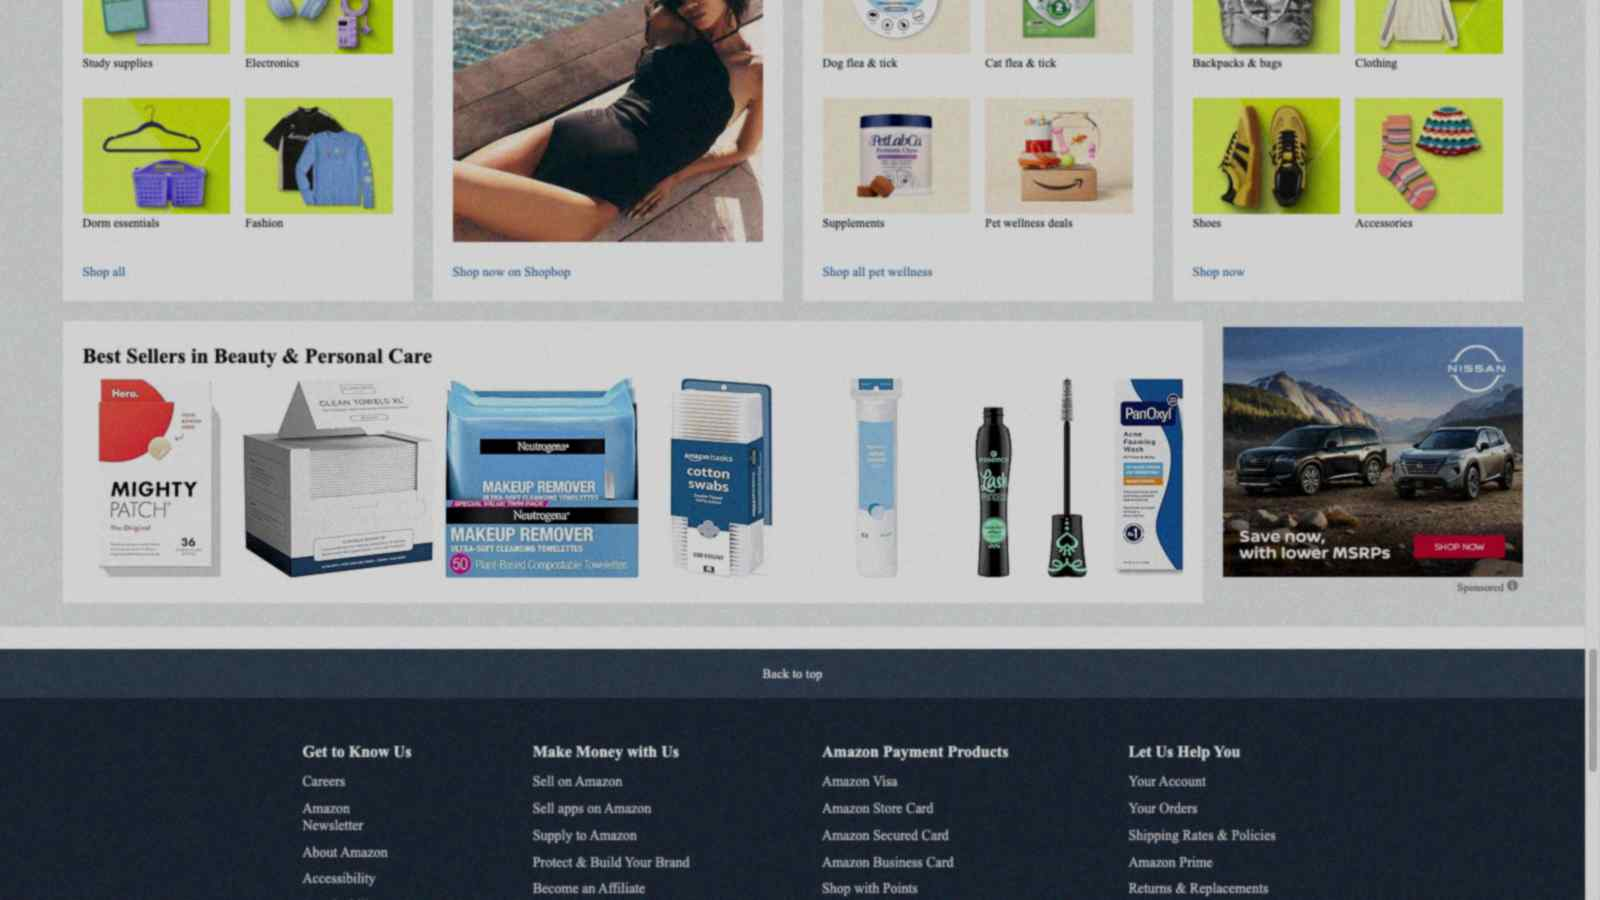 Study supplies
Electronics
Dorm essentials
Fashion
Shop all
Shop now on Shopbop
Dog flea & tick
Cat flea & tick
PetLabCo
Supplements
Pet wellness deals
Shop all pet wellness
Backpacks & bags
Clothing
Shoes
Accessories
Shop now
Best Sellers in Beauty & Personal Care
Hero.
MIGHTY
PATCH
The Original
36
CLEAN TOWELS XL
Neutrogena
MAKEUP REMOVER
ULTRA-SOFT CLEANSING TOWELETTES
SPECIAL VALUE TWIN PACK
Neutrogena
MAKEUP REMOVER
ULTRA-SOFT CLEANSING TOWELETTES
50 Plant-Based Compostable Towelettes
amazon basics
cotton
swabs
essence
Lash
PRINCESS
PanOxyl
Acne
Foaming
Wash
#1
NISSAN
Save now,
with lower MSRPs
SHOP NOW
Sponsored
Back to top
Get to Know Us
Careers
Amazon
Newsletter
About Amazon
Accessibility
Make Money with Us
Sell on Amazon
Sell apps on Amazon
Supply to Amazon
Protect & Build Your Brand
Become an Affiliate
Amazon Payment Products
Amazon Visa
Amazon Store Card
Amazon Secured Card
Amazon Business Card
Shop with Points
Let Us Help You
Your Account
Your Orders
Shipping Rates & Policies
Amazon Prime
Returns & Replacements